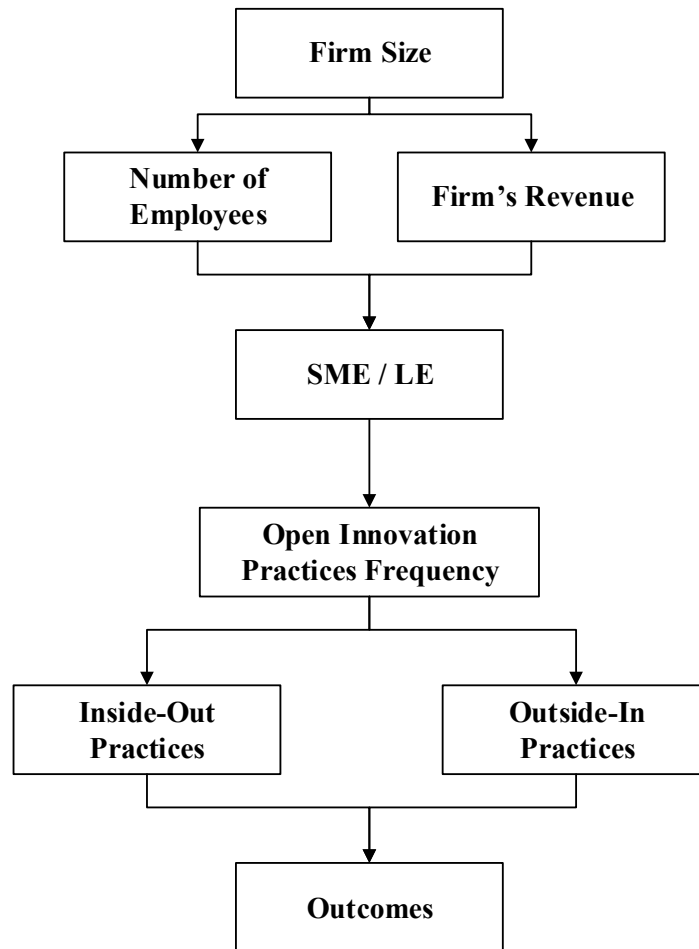 Firm Size
Number of
Employees
Firm’s Revenue
SME / LE
Open Innovation
Practices Frequency
Inside-Out
Practices
Outside-In
Practices
Outcomes